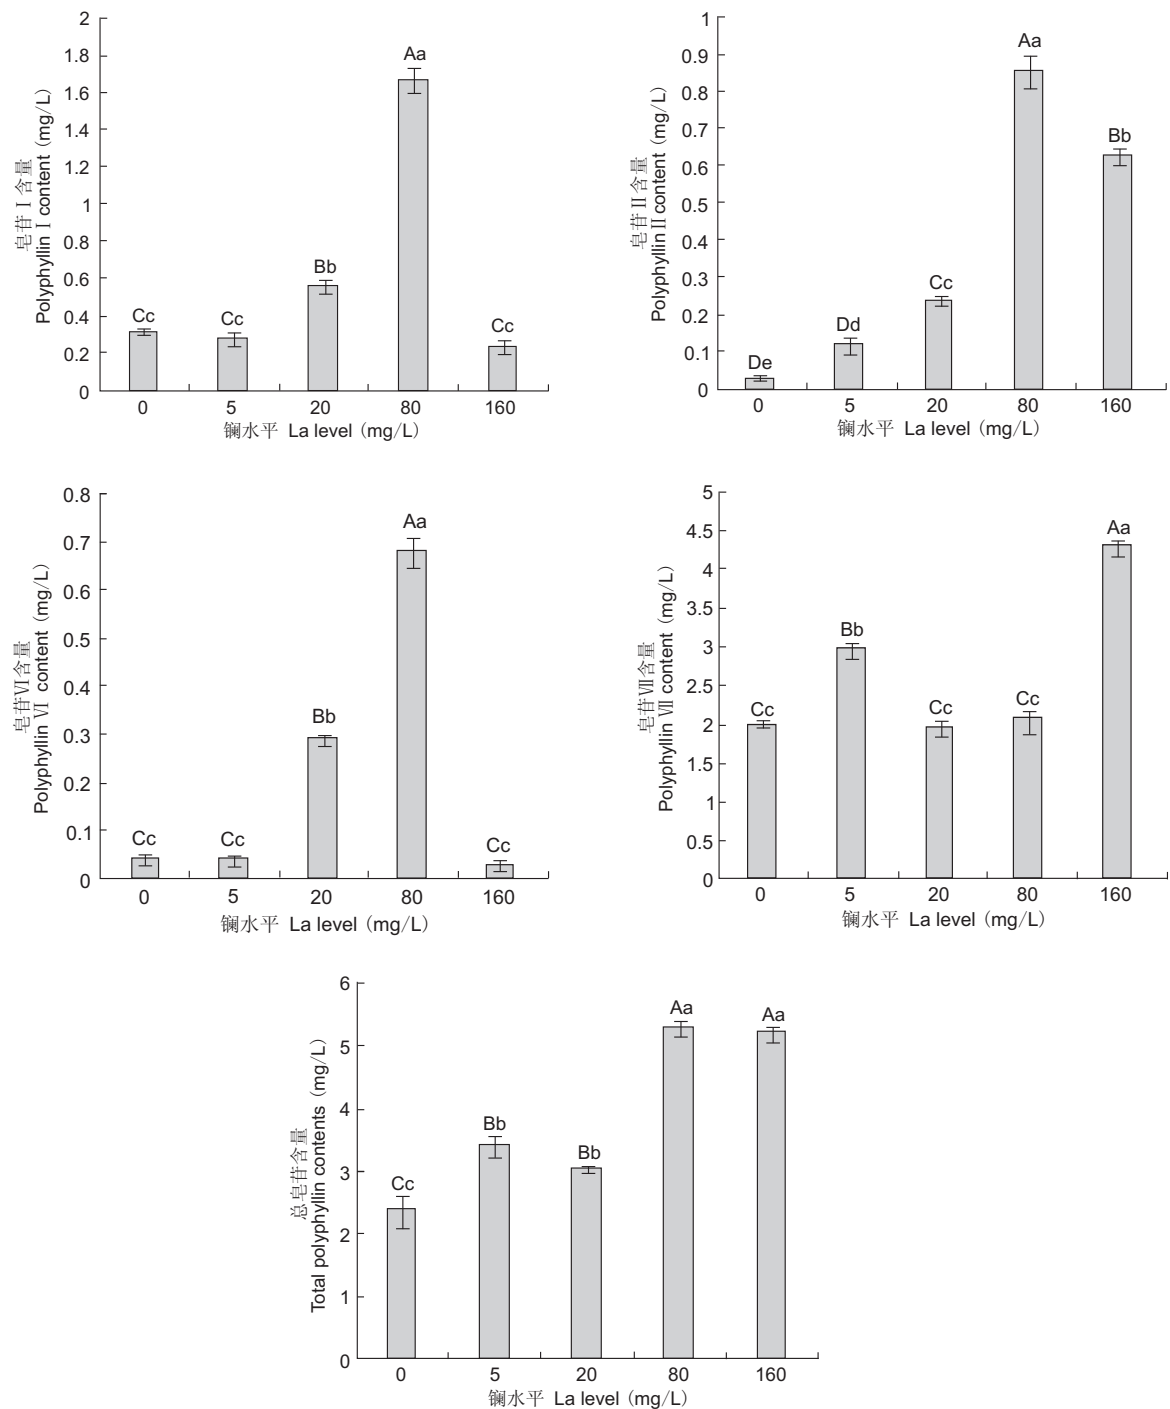 皂苷Ⅰ含量
Polyphyllin Ⅰ content (mg/L)
2
1.8
1.6
1.4
1.2
1
0.8
0.6
0.4
0.2
0
Cc
Cc
Bb
Aa
Cc
0 5 20 80 160
镧水平 La level (mg/L)
皂苷Ⅱ含量
Polyphyllin Ⅱ content (mg/L)
1
0.9
0.8
0.7
0.6
0.5
0.4
0.3
0.2
0.1
0
De
Dd
Cc
Aa
Bb
0 5 20 80 160
镧水平 La level (mg/L)
皂苷Ⅵ含量
Polyphyllin Ⅵ content (mg/L)
0.8
0.7
0.6
0.5
0.4
0.3
0.2
0.1
0
Cc
Cc
Bb
Aa
Cc
0 5 20 80 160
镧水平 La level (mg/L)
皂苷Ⅶ含量
Polyphyllin Ⅶ content (mg/L)
5
4.5
4
3.5
3
2.5
2
1.5
1
0.5
0
Cc
Bb
Cc
Cc
Aa
0 5 20 80 160
镧水平 La level (mg/L)
总皂苷含量
Total polyphyllin contents (mg/L)
6
5
4
3
2
1
0
Cc
Bb
Bb
Aa
Aa
0 5 20 80 160
镧水平 La level (mg/L)